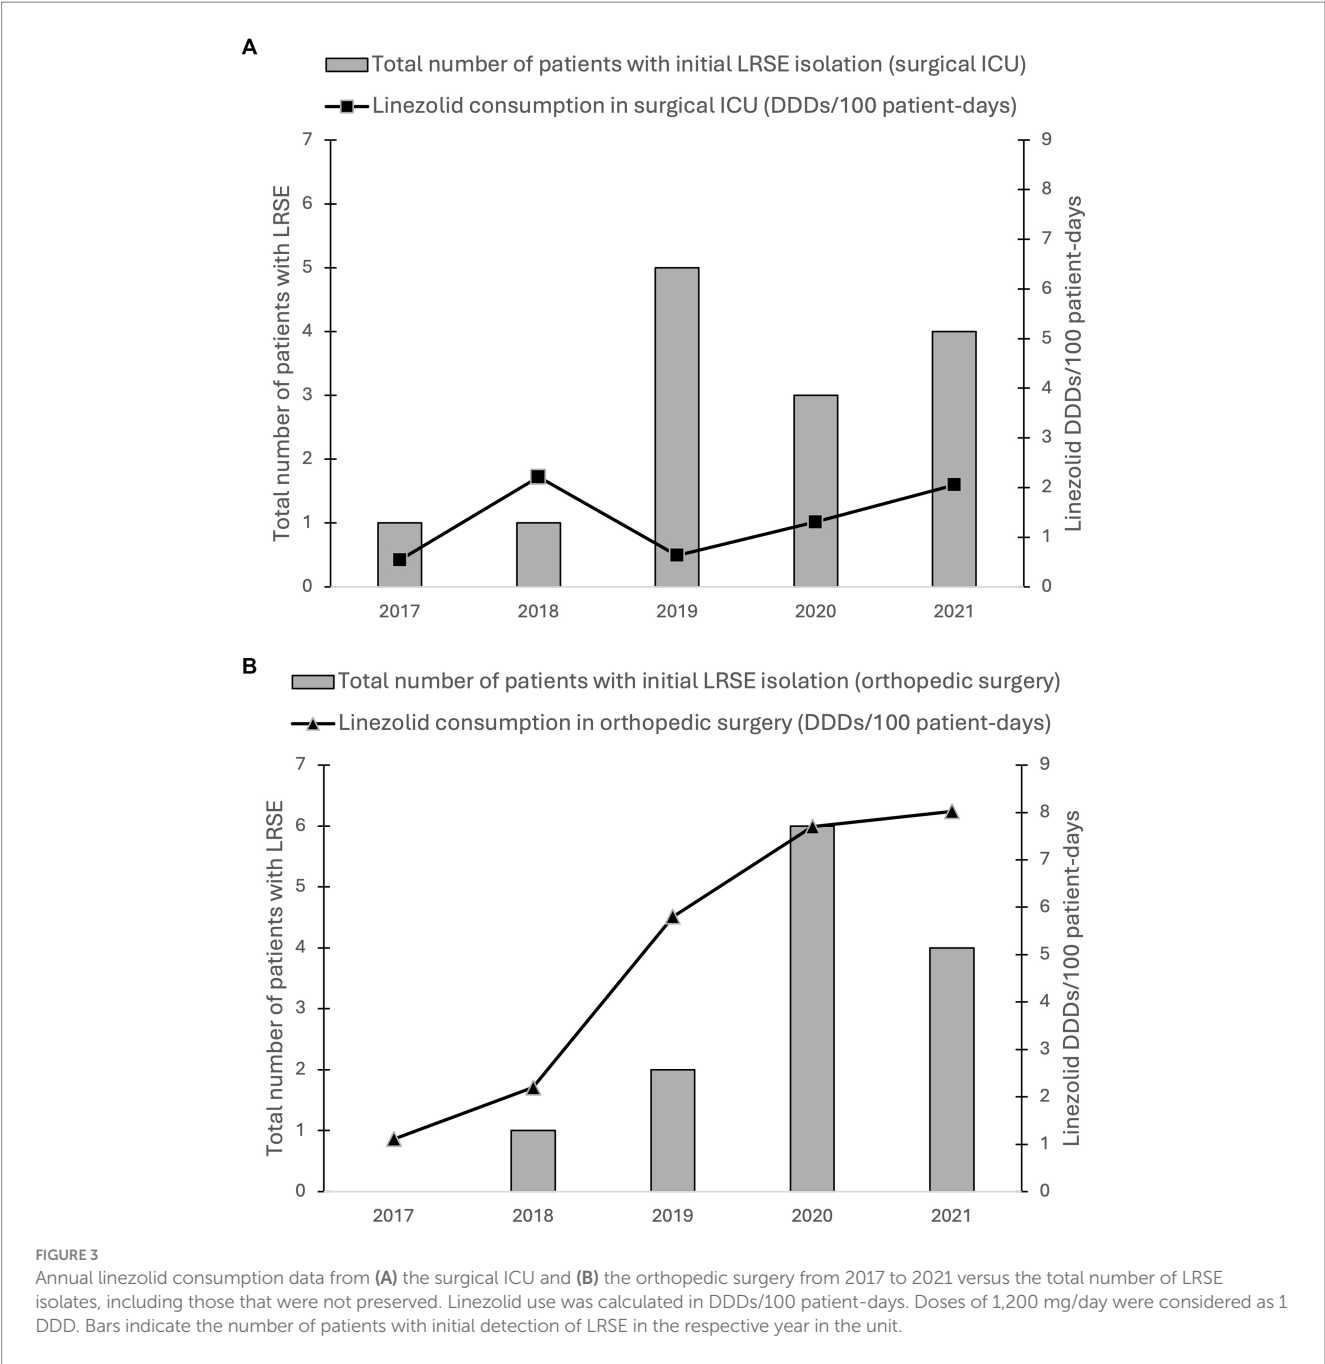 A
Total number of patients with initial LRSE isolation (surgical ICU)
Linezolid consumption in surgical ICU (DDDs/100 patient-days)
Total number of patients with LRSE
7
6
5
4
3
2
1
0
9
8
7
6
5
4
3
2
1
0
Linezolid DDDs/100 patient-days
2017 2018 2019 2020 2021
B
Total number of patients with initial LRSE isolation (orthopedic surgery)
Linezolid consumption in orthopedic surgery (DDDs/100 patient-days)
Total number of patients with LRSE
7
6
5
4
3
2
1
0
9
8
7
6
5
4
3
2
1
0
Linezolid DDDs/100 patient-days
2017 2018 2019 2020 2021
FIGURE 3
Annual linezolid consumption data from (A) the surgical ICU and (B) the orthopedic surgery from 2017 to 2021 versus the total number of LRSE
isolates, including those that were not preserved. Linezolid use was calculated in DDDs/100 patient-days. Doses of 1,200 mg/day were considered as 1
DDD. Bars indicate the number of patients with initial detection of LRSE in the respective year in the unit.